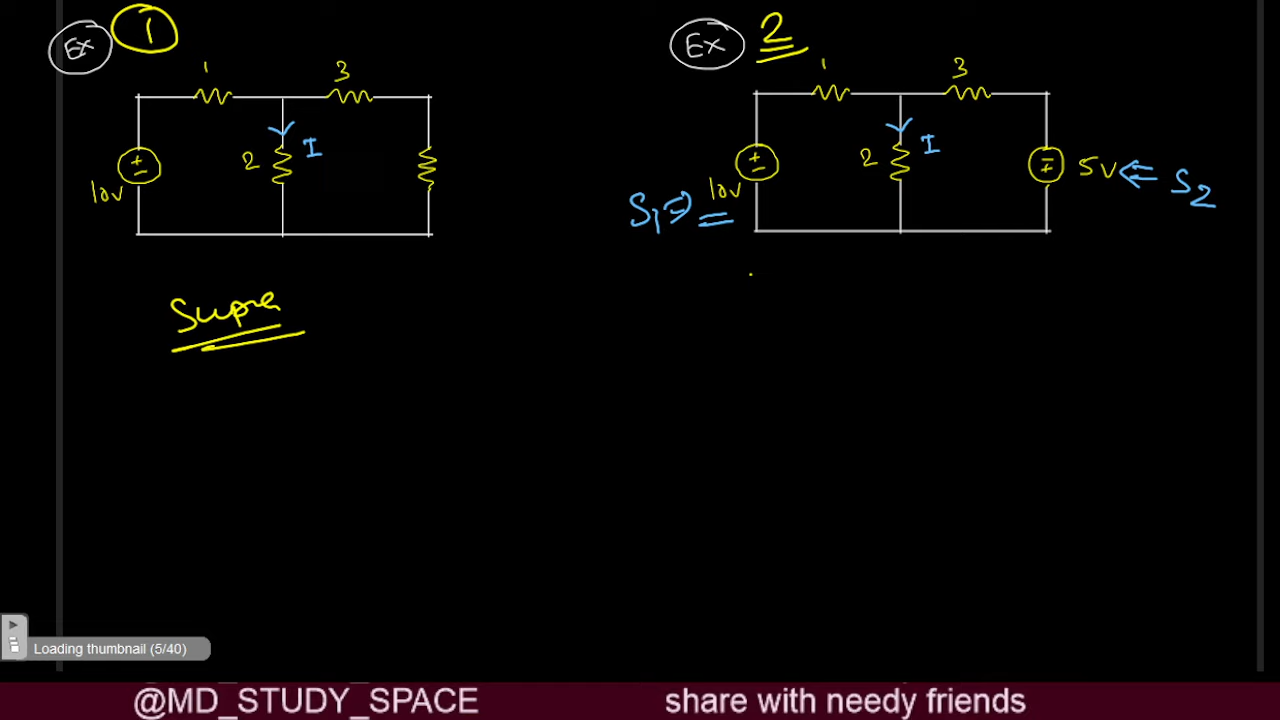 Ex 1
1 3
2 I
10V
Supe
Ex 2
1 3
2 I
10V
5V ⇐ S2
S1 ⇒
Loading thumbnail (5/40)
@MD_STUDY_SPACE share with needy friends